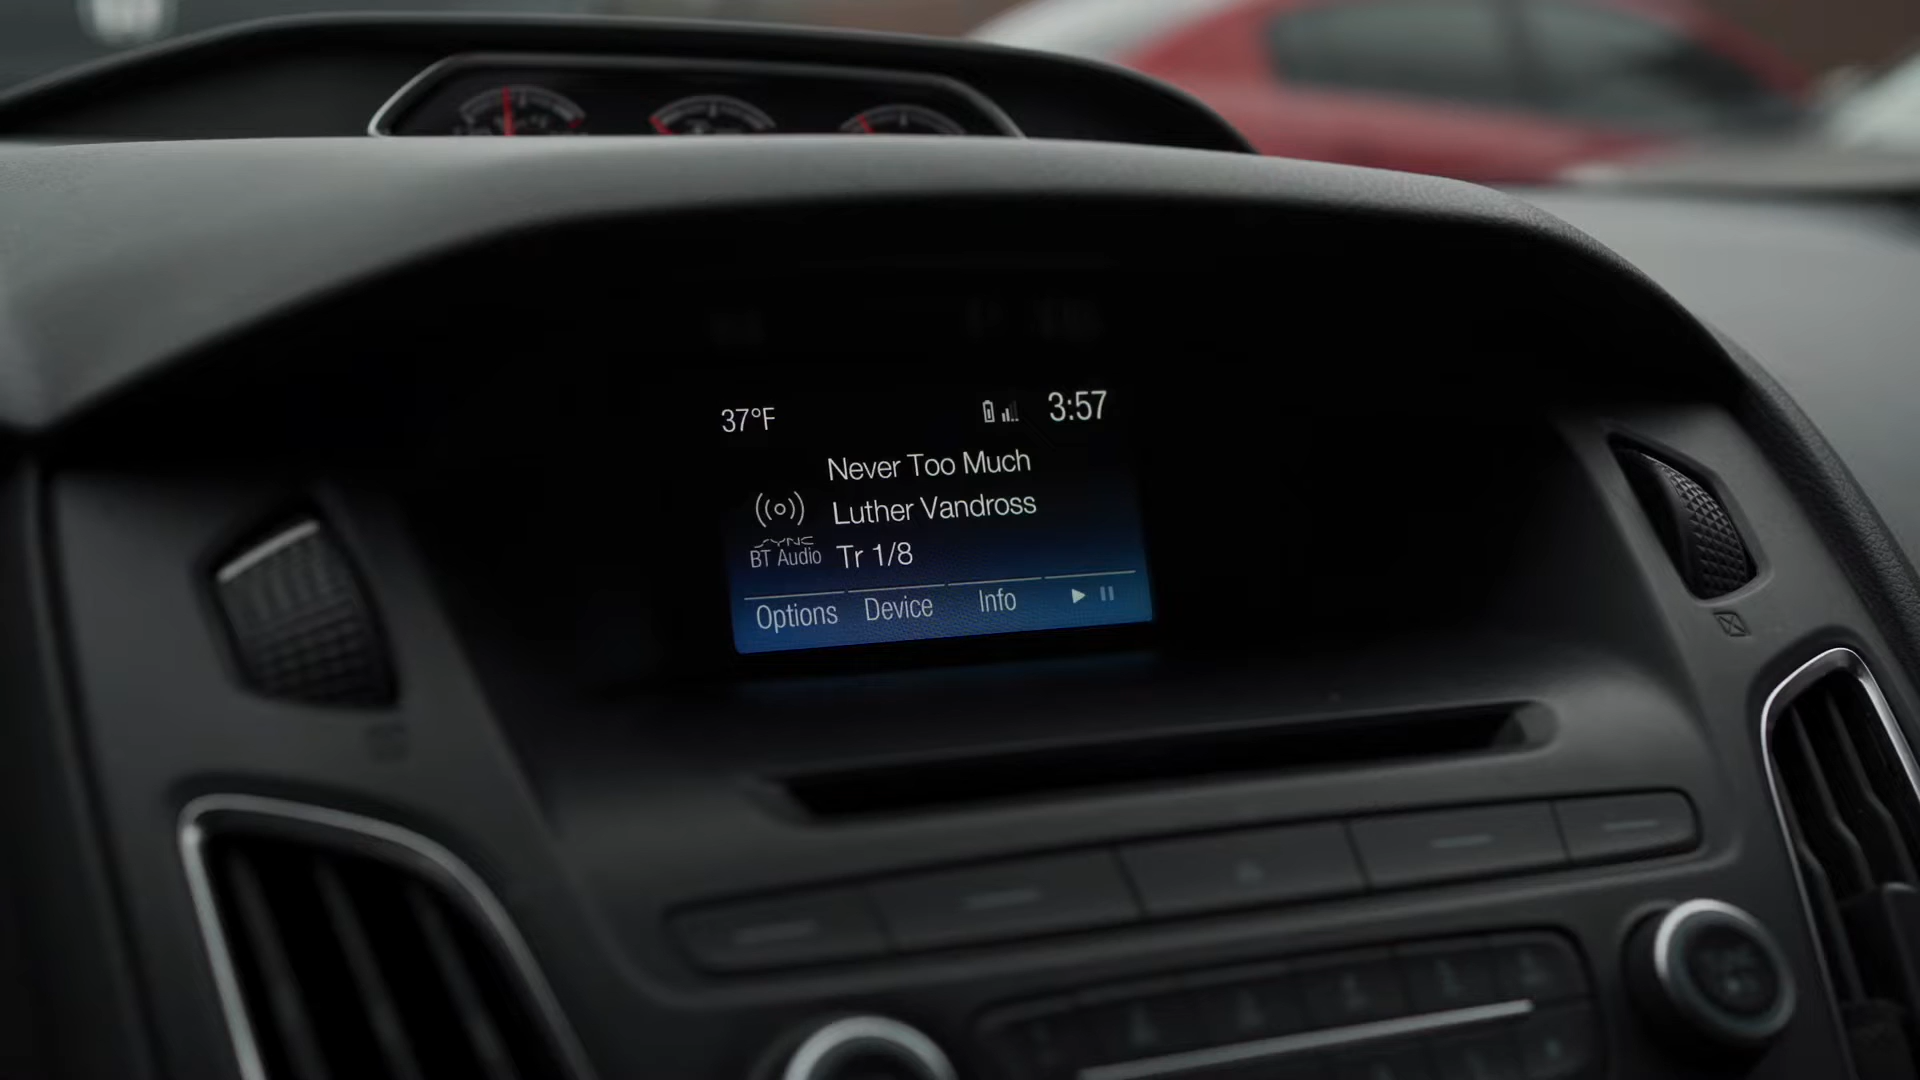 37°F 3:57
Never Too Much
Luther Vandross
SYNC
BT Audio Tr 1/8
Options Device Info